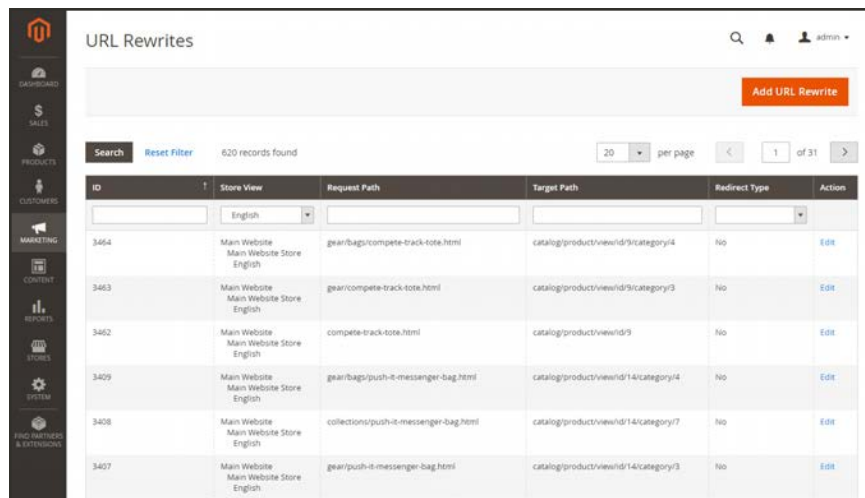 URL Rewrites
admin
Add URL Rewrite
Search Reset Filter 620 records found 20 per page 1 of 31
ID Store View Request Path Target Path Redirect Type Action
English
3464 Main Website gear/bags/compete-track-tote.html catalog/product/view/id/9/category/4 No Edit
Main Website Store
English
3463 Main Website gear/compete-track-tote.html catalog/product/view/id/9/category/3 No Edit
Main Website Store
English
3462 Main Website compete-track-tote.html catalog/product/view/id/9 No Edit
Main Website Store
English
3409 Main Website gear/bags/push-it-messenger-bag.html catalog/product/view/id/14/category/4 No Edit
Main Website Store
English
3408 Main Website collections/push-it-messenger-bag.html catalog/product/view/id/14/category/7 No Edit
Main Website Store
English
3407 Main Website gear/push-it-messenger-bag.html catalog/product/view/id/14/category/3 No Edit
Main Website Store
English
DASHBOARD
SALES
PRODUCTS
CUSTOMERS
MARKETING
CONTENT
REPORTS
STORES
SYSTEM
FIND PARTNERS
& EXTENSIONS